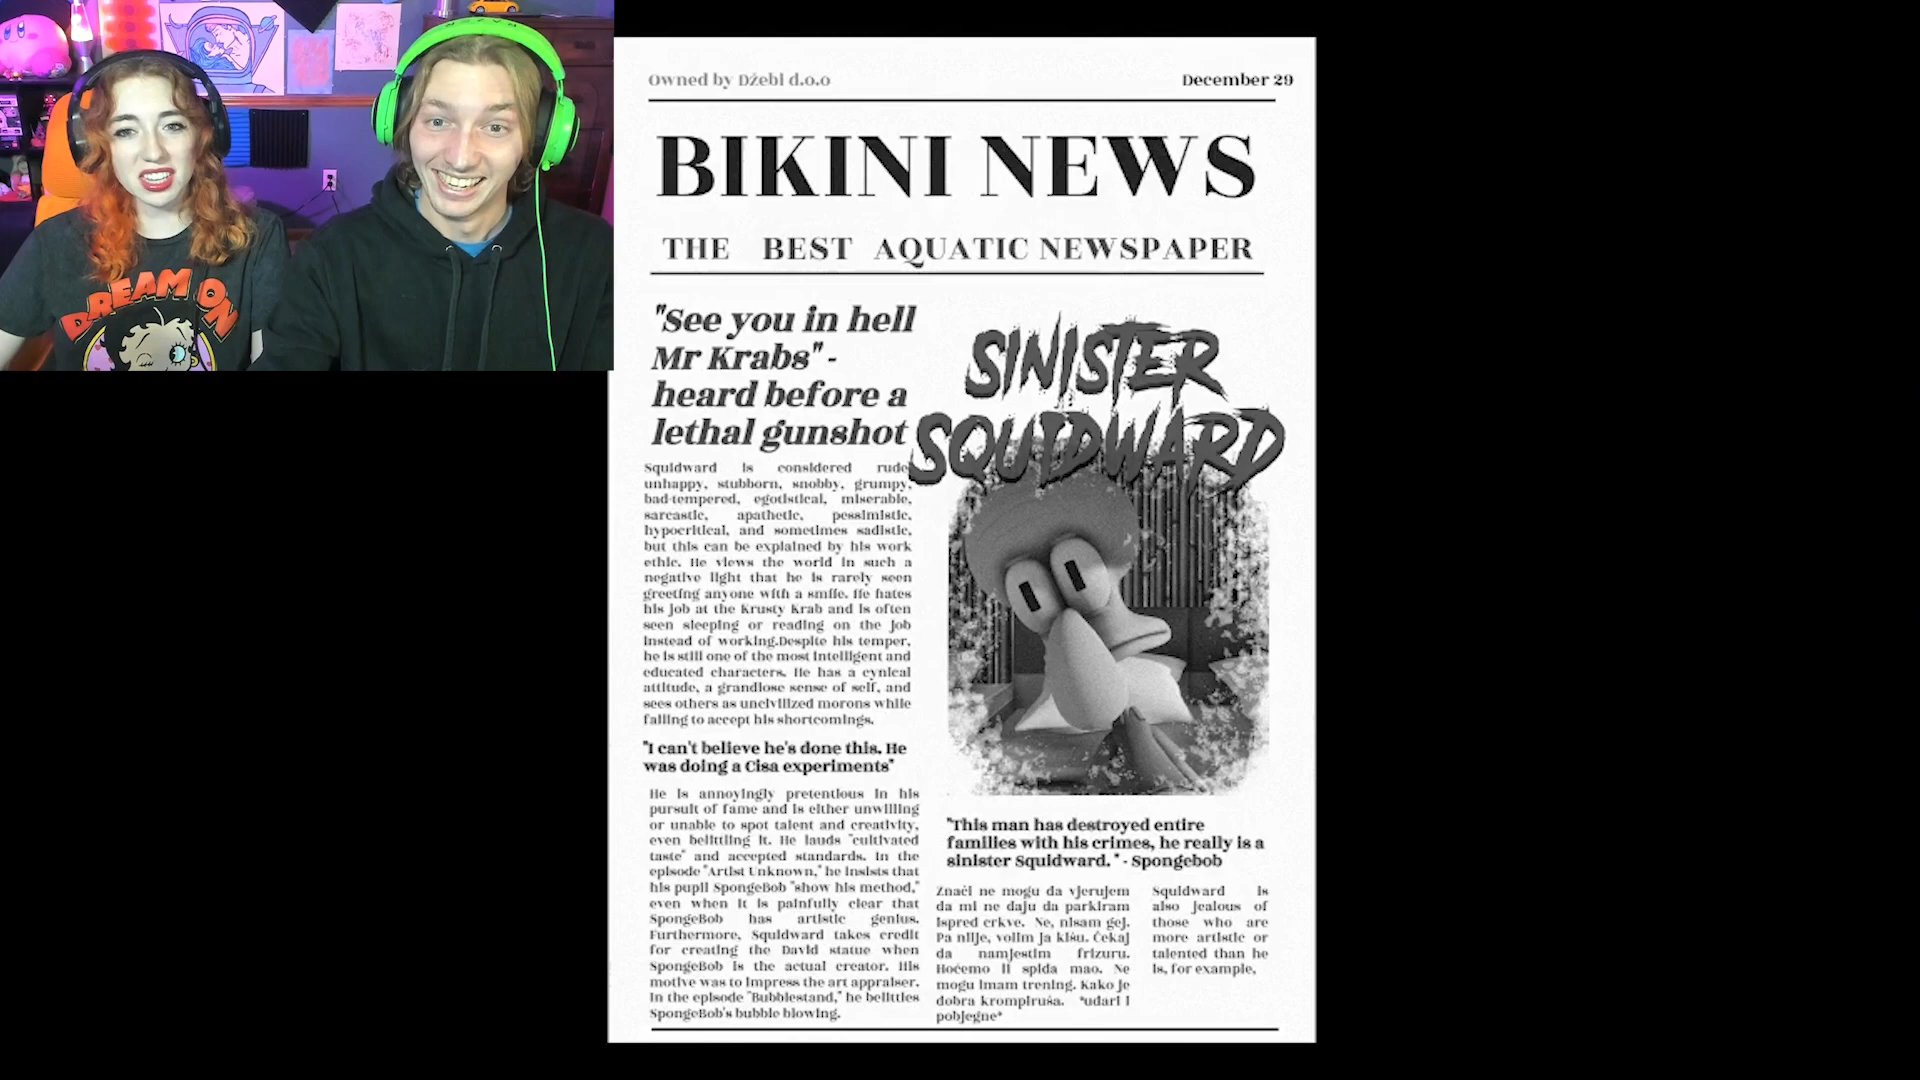 DREAM ON
Owned by Džebi d.o.o
December 29
BIKINI NEWS
THE BEST AQUATIC NEWSPAPER
"See you in hell
Mr Krabs" -
heard before a
lethal gunshot
SINISTER
SQUIDWARD
Squidward is considered rude,
unhappy, stubborn, snobby, grumpy,
bad-tempered, egotistical, miserable,
sarcastic, apathetic, pessimistic,
hypocritical, and sometimes sadistic,
but this can be explained by his work
ethic. He views the world in such a
negative light that he is rarely seen
greeting anyone with a smile. He hates
his job at the Krusty Krab and is often
seen sleeping or reading on the job
instead of working.Despite his temper,
he is still one of the most intelligent and
educated characters. He has a cynical
attitude, a grandiose sense of self, and
sees others as uncivilized morons while
failing to accept his shortcomings.
"I can't believe he's done this. He
was doing a Cisa experiments"
He is annoyingly pretentious in his
pursuit of fame and is either unwilling
or unable to spot talent and creativity,
even belittling it. He lauds "cultivated
taste" and accepted standards. In the
episode "Artist Unknown," he insists that
his pupil SpongeBob "show his method,"
even when it is painfully clear that
SpongeBob has artistic genius.
Furthermore, Squidward takes credit
for creating the David statue when
SpongeBob is the actual creator. His
motive was to impress the art appraiser.
In the episode "Bubblestand," he belittles
SpongeBob's bubble blowing.
"This man has destroyed entire
families with his crimes, he really is a
sinister Squidward. " - Spongebob
Znači ne mogu da vjerujem
da mi ne daju da parkiram
ispred crkve. Ne, nisam gej.
Pa nije, volim ja kišu. Čekaj
da namjestim frizuru.
Hoćemo li spida mao. Ne
mogu imam trening. Kako je
dobra krompiruša. *udari i
pobjegne*
Squidward is
also jealous of
those who are
more artistic or
talented than he
is, for example,